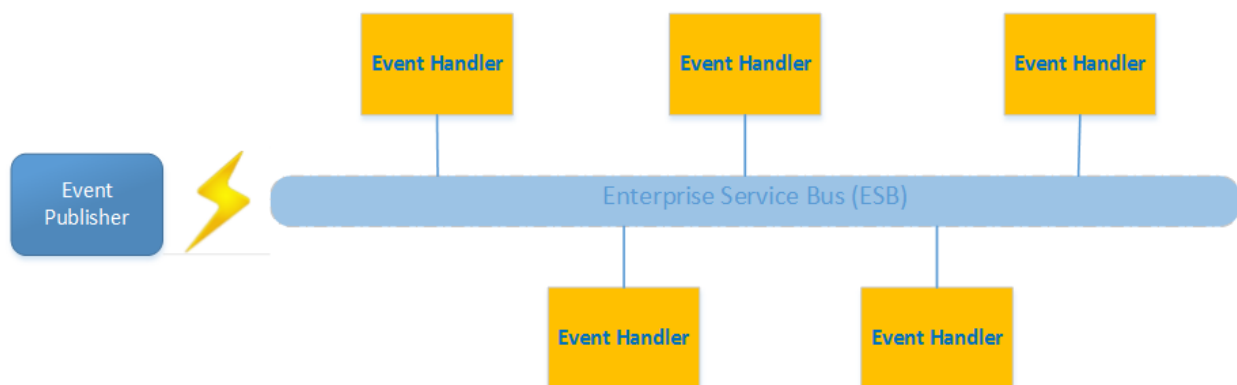 Event Handler
Event Handler
Event Handler
Event
Publisher
Enterprise Service Bus (ESB)
Event Handler
Event Handler